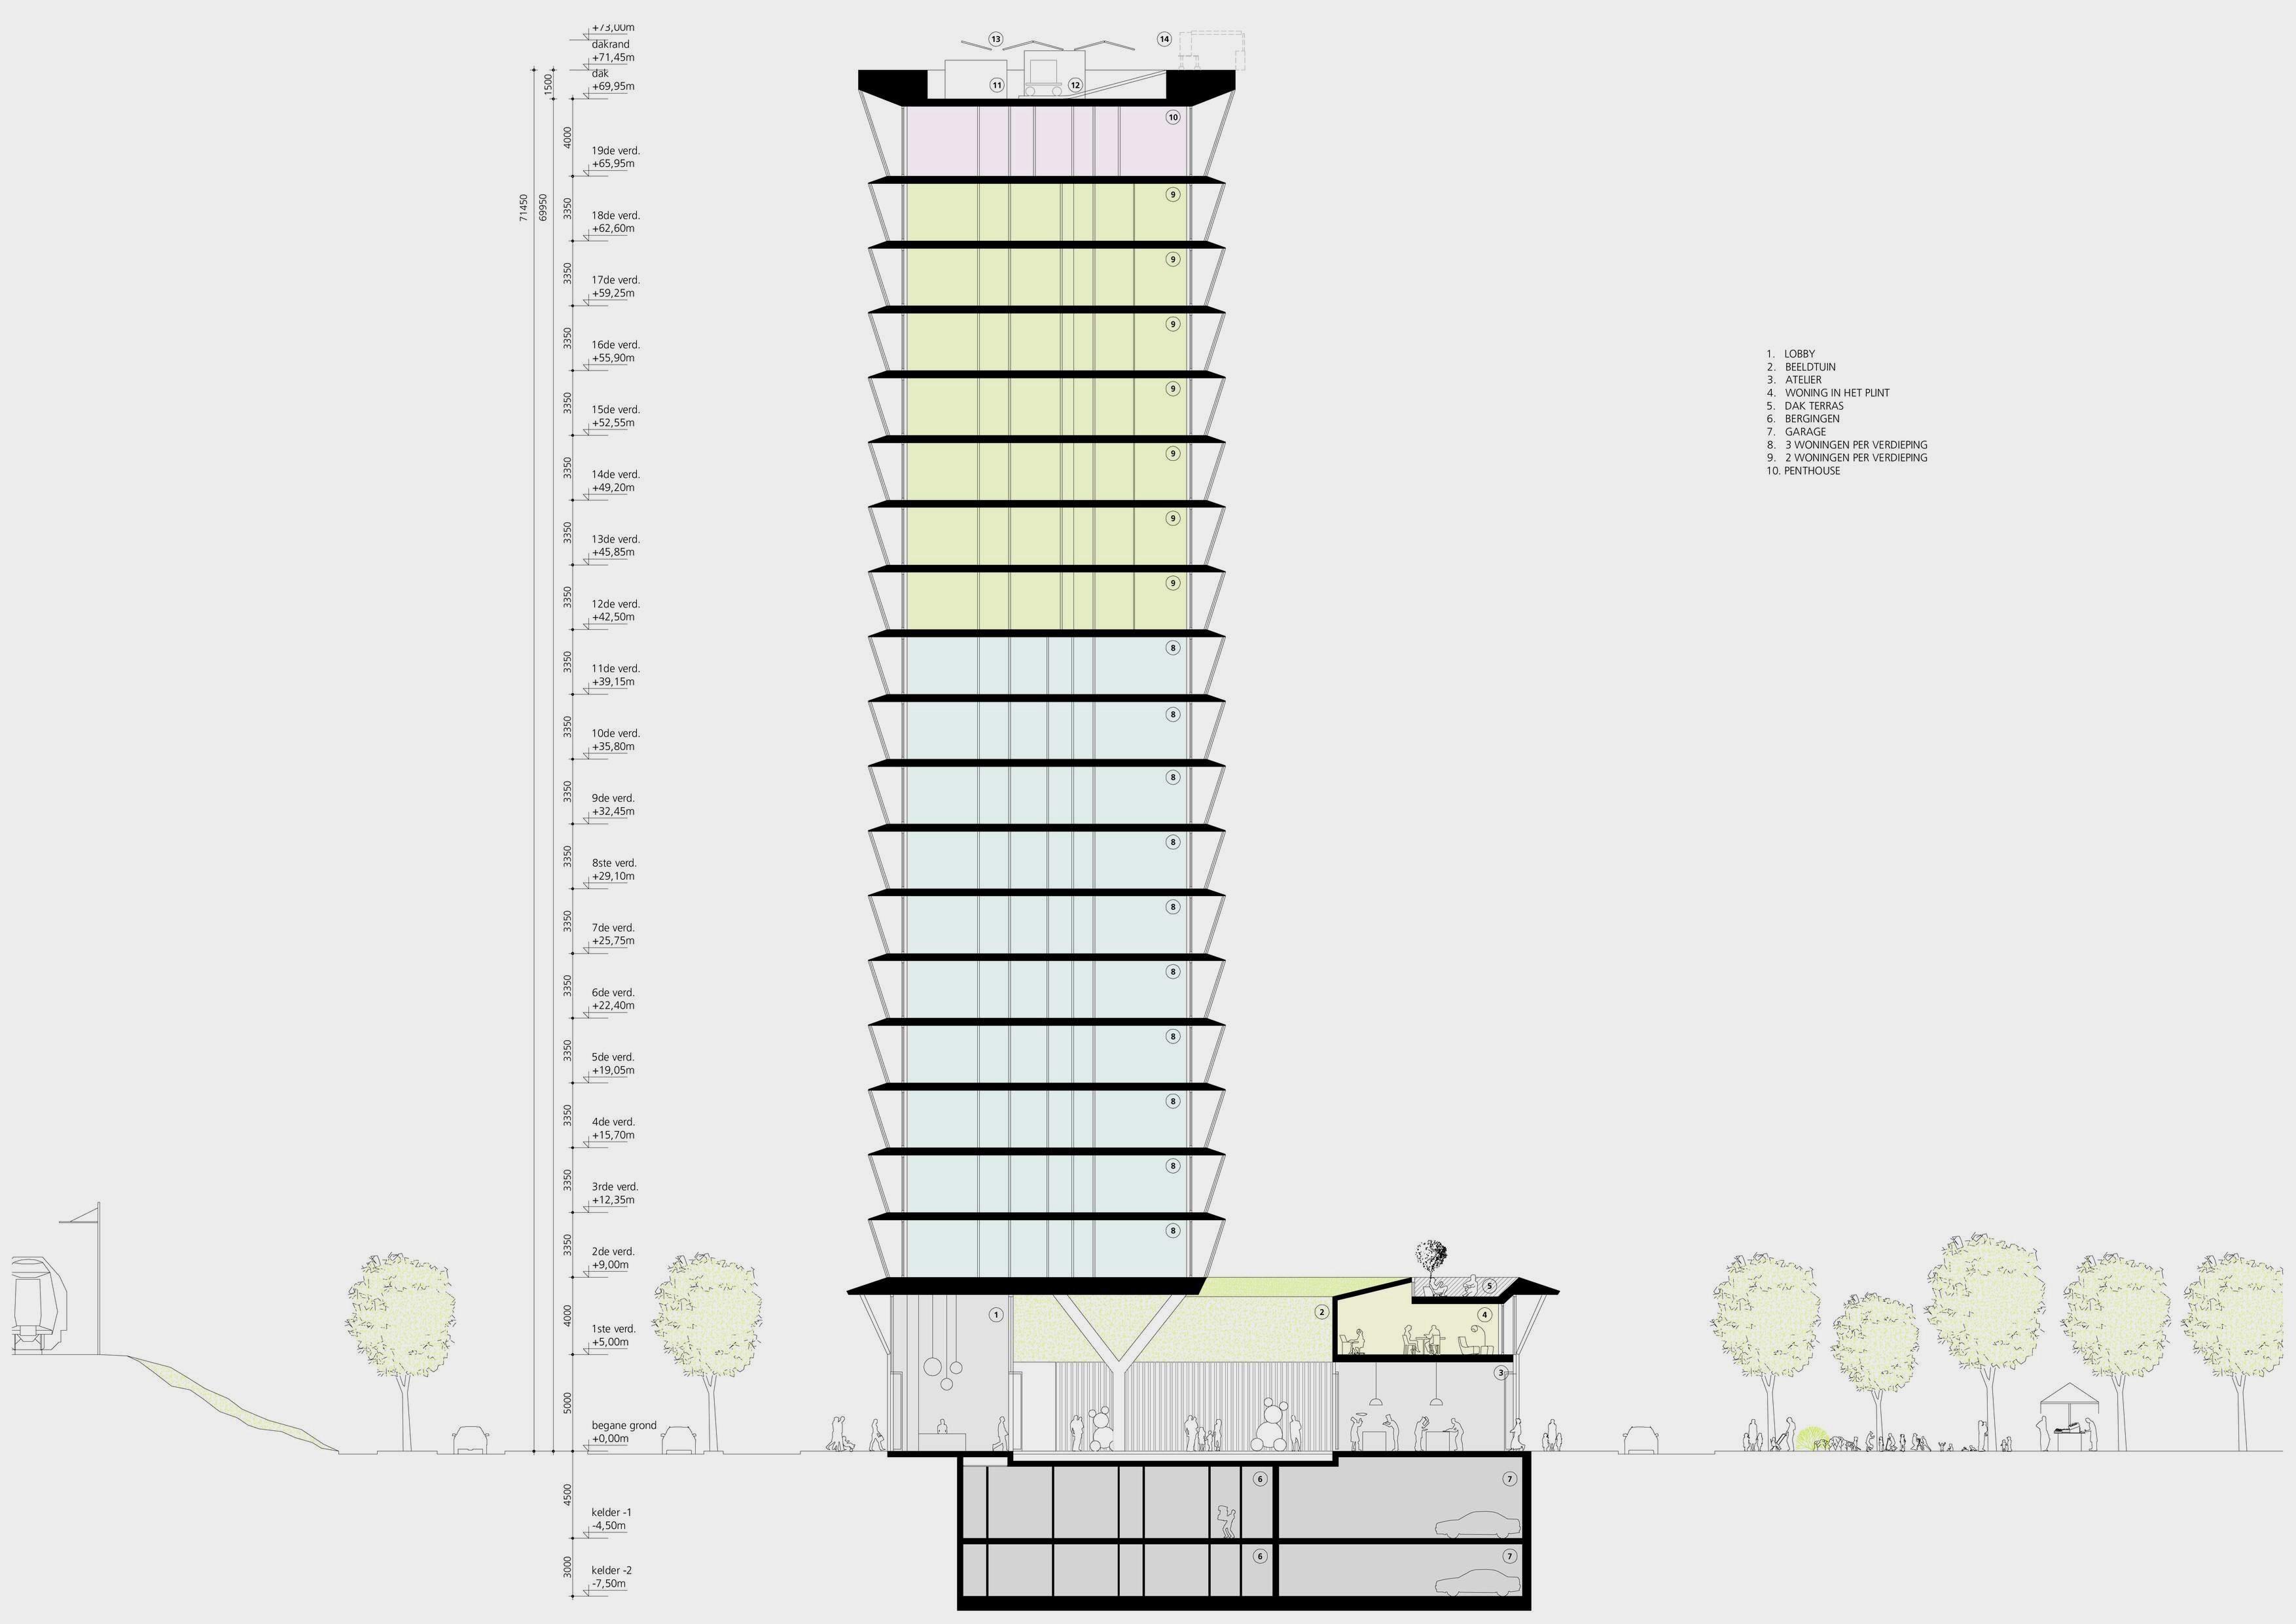 +73,00m
dakrand
+71,45m
dak
+69,95m
1500
71450
69950
4000
19de verd.
+65,95m
3350
18de verd.
+62,60m
3350
17de verd.
+59,25m
3350
16de verd.
+55,90m
3350
15de verd.
+52,55m
3350
14de verd.
+49,20m
3350
13de verd.
+45,85m
3350
12de verd.
+42,50m
3350
11de verd.
+39,15m
3350
10de verd.
+35,80m
3350
9de verd.
+32,45m
3350
8ste verd.
+29,10m
3350
7de verd.
+25,75m
3350
6de verd.
+22,40m
3350
5de verd.
+19,05m
3350
4de verd.
+15,70m
3350
3rde verd.
+12,35m
3350
2de verd.
+9,00m
4000
1ste verd.
+5,00m
5000
begane grond
+0,00m
4500
kelder -1
-4,50m
3000
kelder -2
-7,50m
13
14
11
12
10
9
9
9
9
9
9
9
8
8
8
8
8
8
8
8
8
8
5
1
2
4
3
6
7
6
7
1. LOBBY
2. BEELDTUIN
3. ATELIER
4. WONING IN HET PLINT
5. DAK TERRAS
6. BERGINGEN
7. GARAGE
8. 3 WONINGEN PER VERDIEPING
9. 2 WONINGEN PER VERDIEPING
10. PENTHOUSE